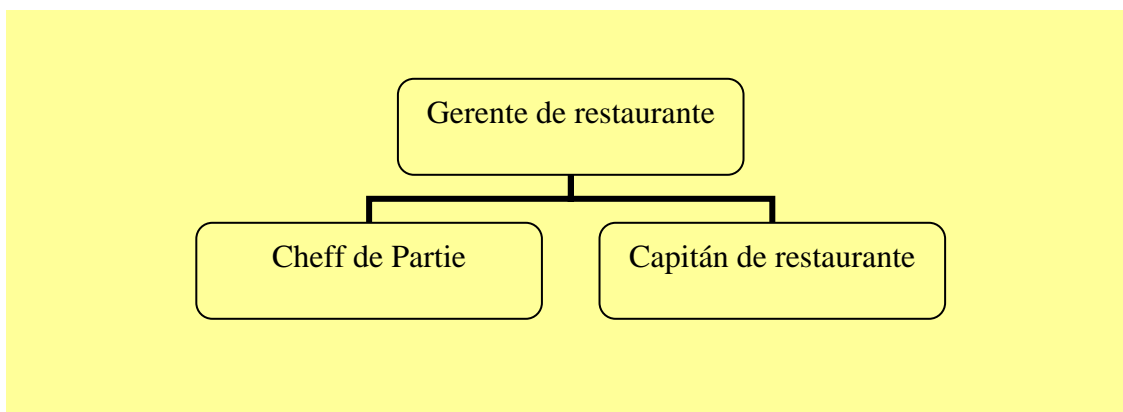 Gerente de restaurante
Cheff de Partie
Capitán de restaurante